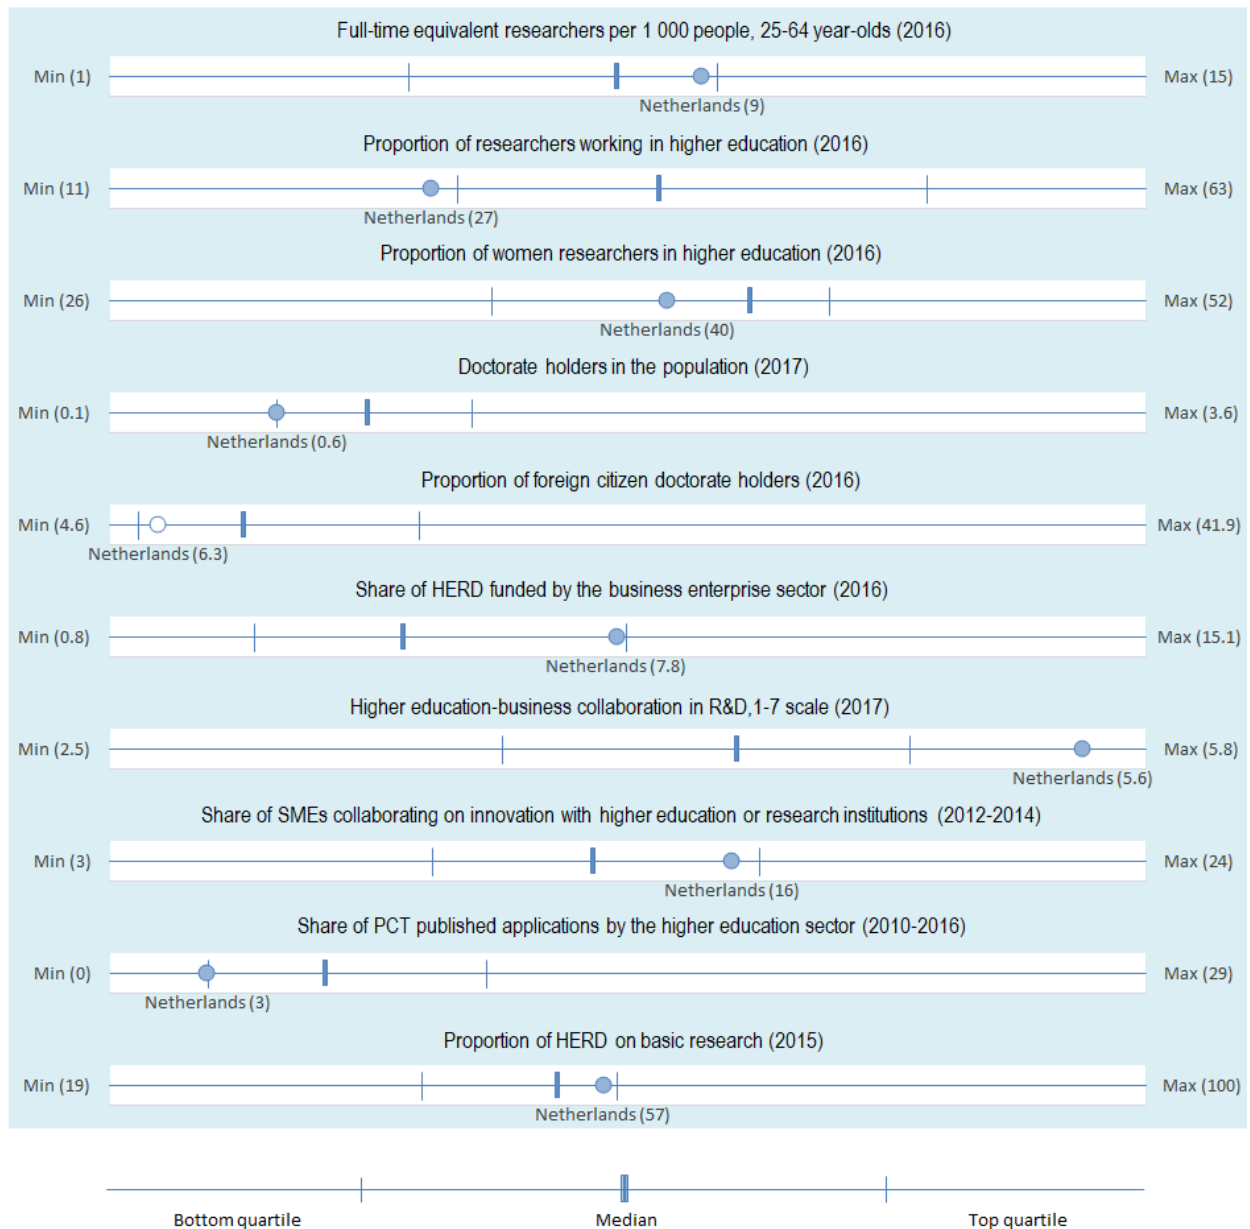 Full-time equivalent researchers per 1 000 people, 25-64 year-olds (2016)
Min (1)
Max (15)
Netherlands (9)
Proportion of researchers working in higher education (2016)
Min (11)
Max (63)
Netherlands (27)
Proportion of women researchers in higher education (2016)
Min (26)
Max (52)
Netherlands (40)
Doctorate holders in the population (2017)
Min (0.1)
Max (3.6)
Netherlands (0.6)
Proportion of foreign citizen doctorate holders (2016)
Min (4.6)
Max (41.9)
Netherlands (6.3)
Share of HERD funded by the business enterprise sector (2016)
Min (0.8)
Max (15.1)
Netherlands (7.8)
Higher education-business collaboration in R&D,1-7 scale (2017)
Min (2.5)
Max (5.8)
Netherlands (5.6)
Share of SMEs collaborating on innovation with higher education or research institutions (2012-2014)
Min (3)
Max (24)
Netherlands (16)
Share of PCT published applications by the higher education sector (2010-2016)
Min (0)
Max (29)
Netherlands (3)
Proportion of HERD on basic research (2015)
Min (19)
Max (100)
Netherlands (57)
Bottom quartile
Median
Top quartile